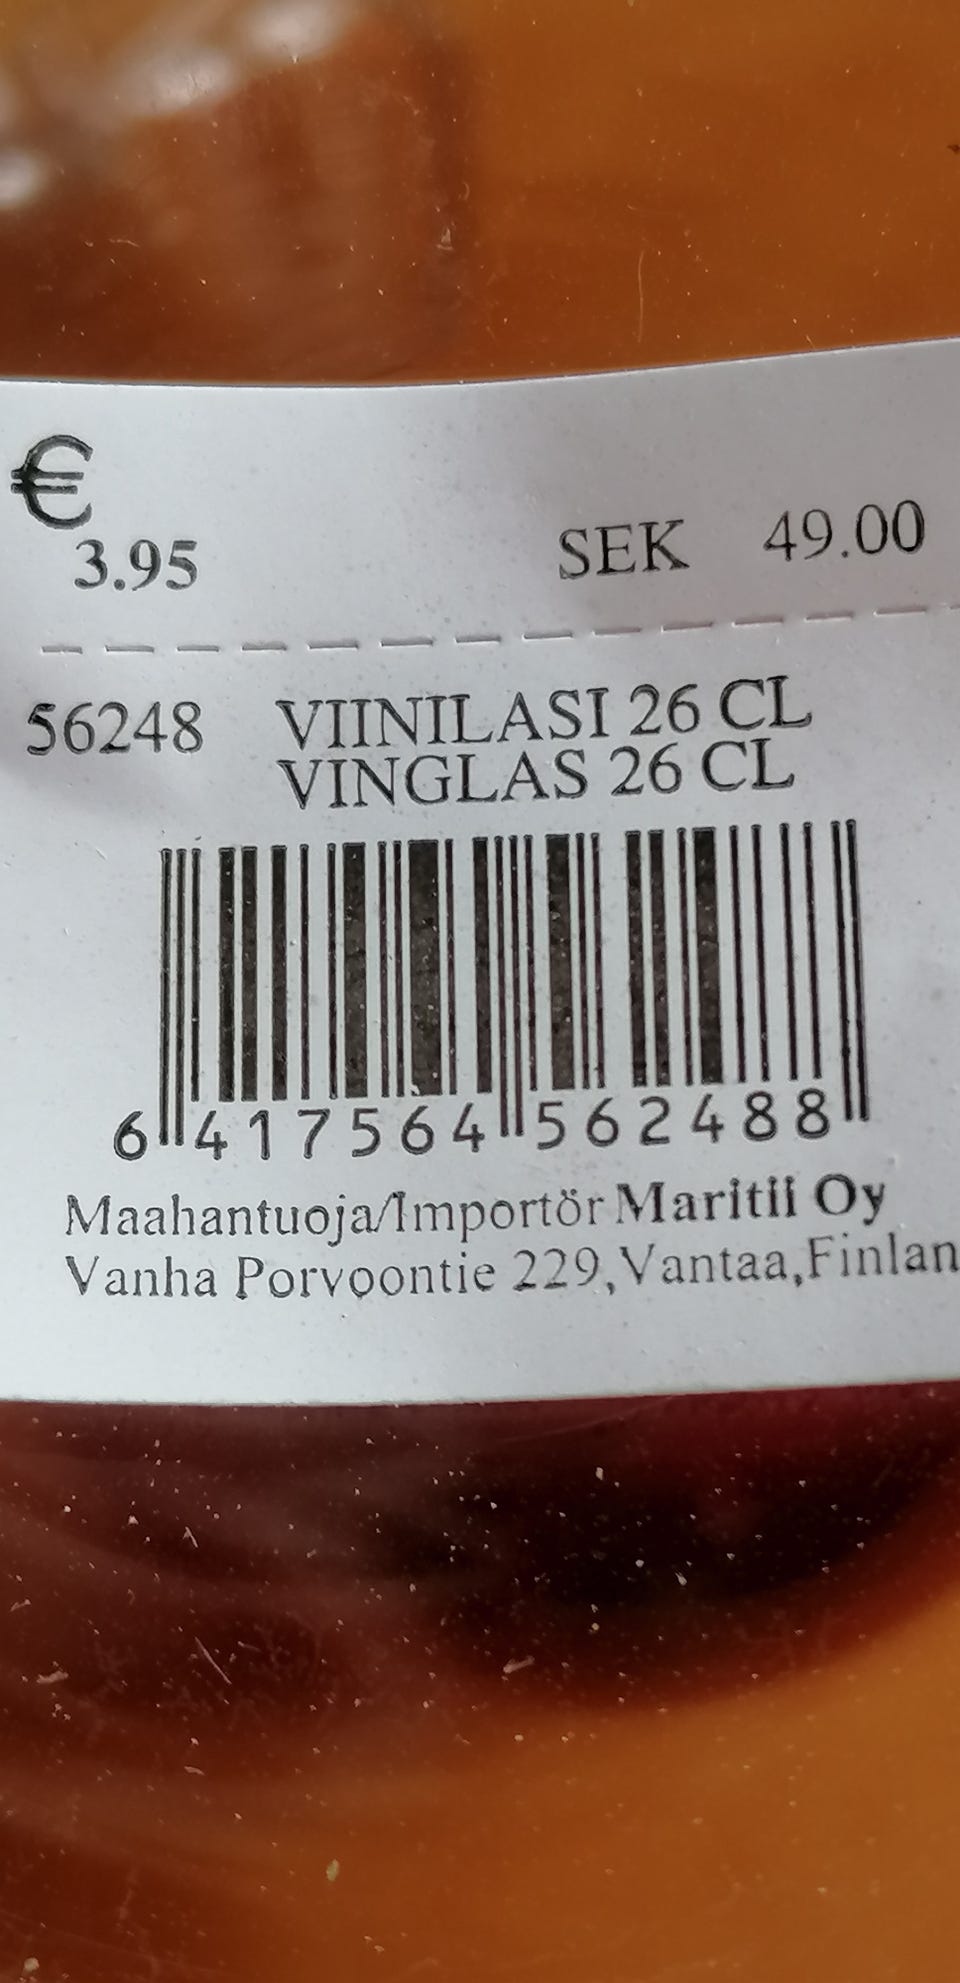 €
3.95 SEK 49.00
56248 VIINILASI 26 CL
VINGLAS 26 CL
6 417564 562488
Maahantuoja/Importör Maritii Oy
Vanha Porvoontie 229,Vantaa,Finlan